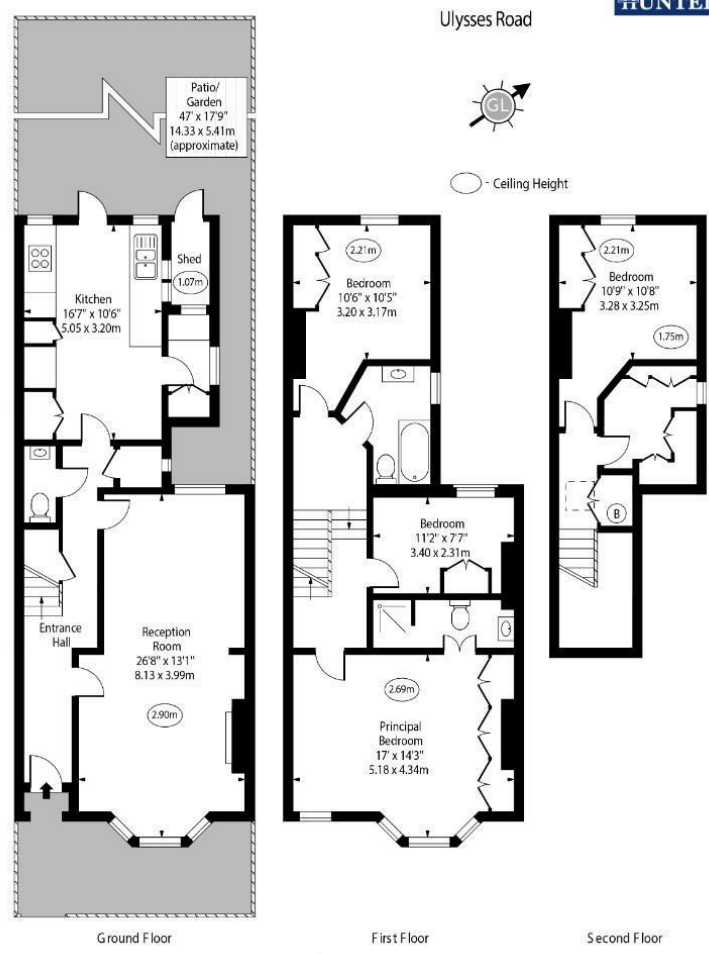 Ulysses Road
HUNTER
GL
- Ceiling Height
Patio/
Garden
47' x 17'9"
14.33 x 5.41m
(approximate)
Shed
1.07m
Kitchen
16'7" x 10'6"
5.05 x 3.20m
Entrance
Hall
Reception
Room
26'8" x 13'1"
8.13 x 3.99m
2.90m
Ground Floor
2.21m
Bedroom
10'6" x 10'5"
3.20 x 3.17m
Bedroom
11'2" x 7'7"
3.40 x 2.31m
2.69m
Principal
Bedroom
17' x 14'3"
5.18 x 4.34m
First Floor
2.21m
Bedroom
10'9" x 10'8"
3.28 x 3.25m
1.75m
B
Second Floor